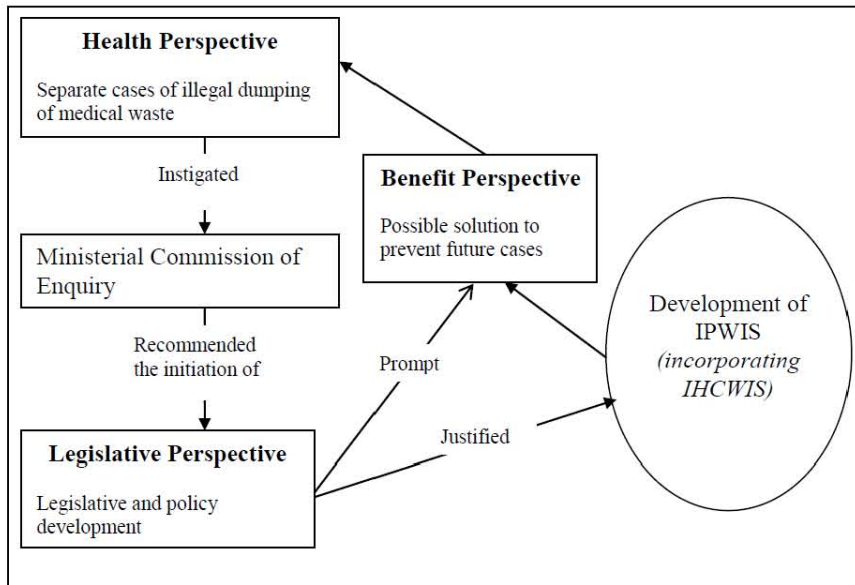 Health Perspective
Separate cases of illegal dumping
of medical waste
Instigated
Ministerial Commission of
Enquiry
Recommended
the initiation of
Legislative Perspective
Legislative and policy
development
Benefit Perspective
Possible solution to
prevent future cases
Prompt
Justified
Development of
IPWIS
(incorporating
IHCWIS)